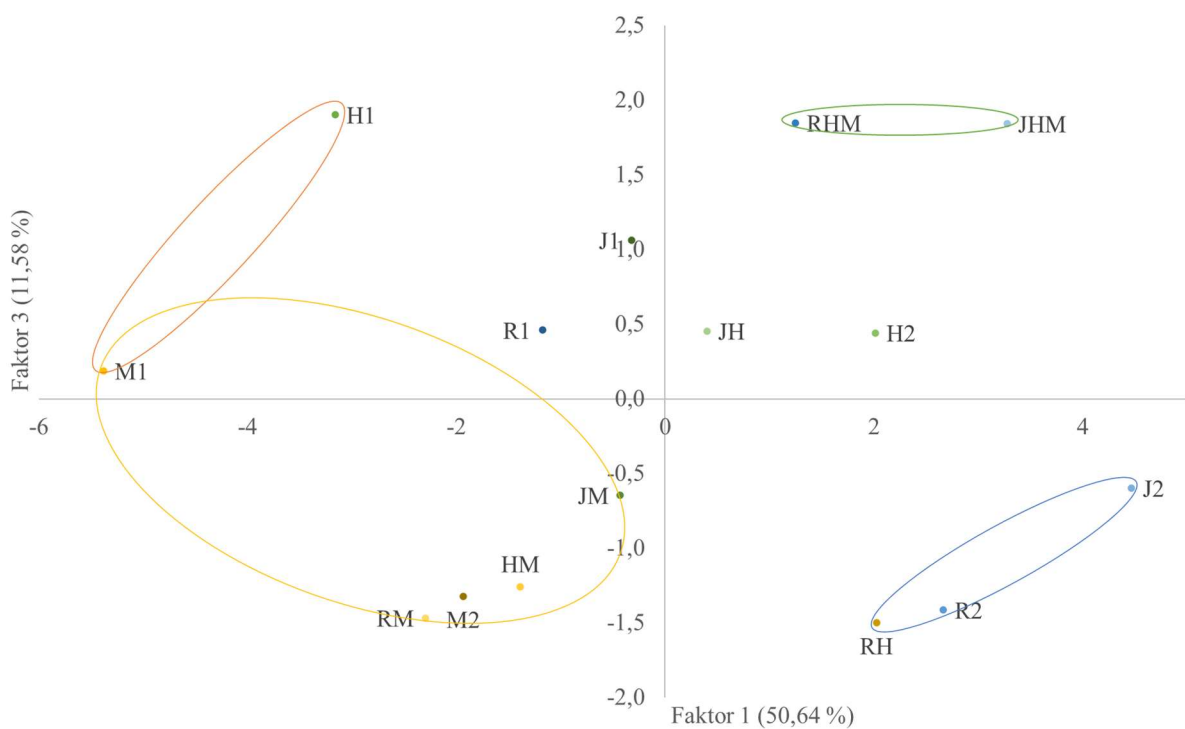 2,5
2,0
H1
RHM
JHM
1,5
J1
1,0
Faktor 3 (11,58 %)
R1
0,5
JH
H2
M1
0,0
-6
-4
-2
0
2
4
-0,5
JM
J2
-1,0
HM
RM
M2
R2
-1,5
RH
-2,0
Faktor 1 (50,64 %)